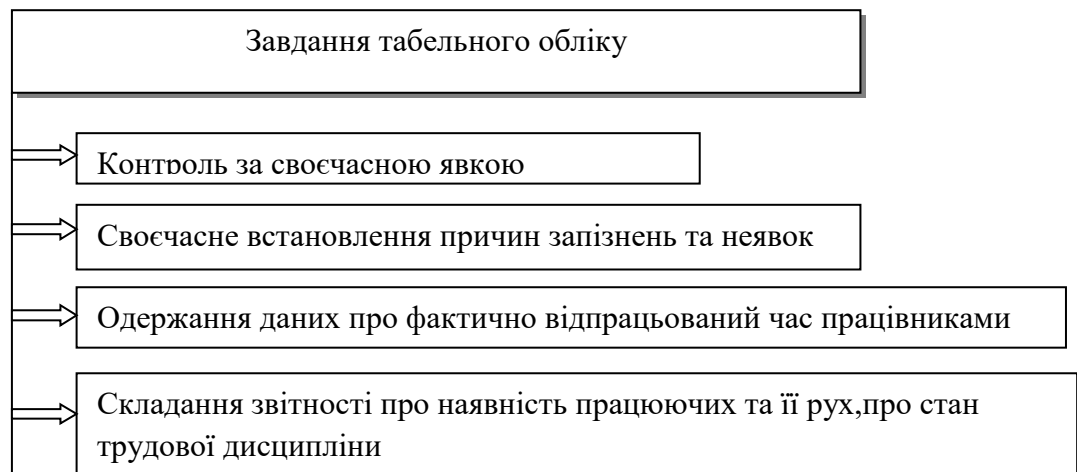 Завдання табельного обліку
Контроль за своєчасною явкою
Своєчасне встановлення причин запізнень та неявок
Одержання даних про фактично відпрацьований час працівниками
Складання звітності про наявність працюючих та її рух,про стан
трудової дисципліни